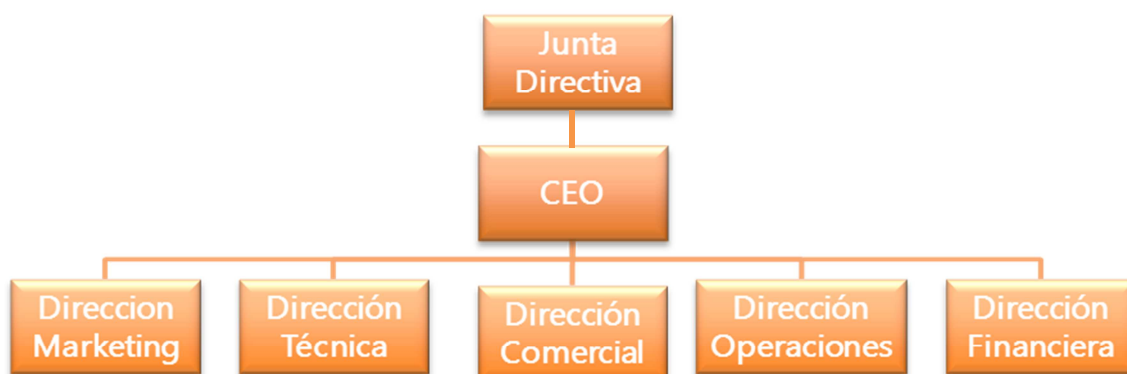 Junta
Directiva
CEO
Direccion
Marketing
Dirección
Técnica
Dirección
Comercial
Dirección
Operaciones
Dirección
Financiera